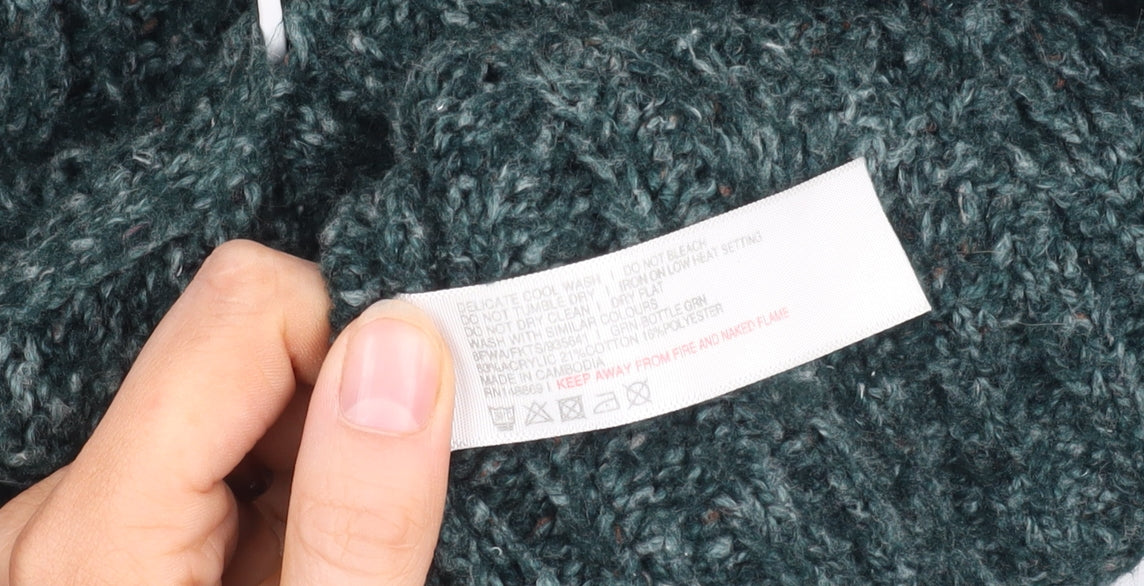 DELICATE COOL WASH | DO NOT BLEACH
DO NOT TUMBLE DRY | IRON ON LOW HEAT SETTING
DO NOT DRY CLEAN DRY FLAT
WASH WITH SIMILAR COLOURS
GRN BOTTLE GRN
ACRYLIC 21%COTTON 10%POLYESTER
MADE IN CAMBODIA
| KEEP AWAY FROM FIRE AND NAKED FLAME